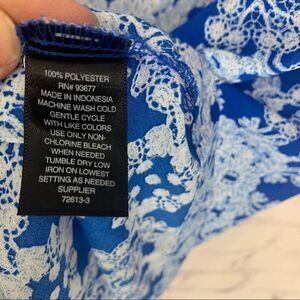 100% POLYESTER
RN# 93677
MADE IN INDONESIA
MACHINE WASH COLD
GENTLE CYCLE
WITH LIKE COLORS
USE ONLY NON-
CHLORINE BLEACH
WHEN NEEDED
TUMBLE DRY LOW
IRON ON LOWEST
SETTING AS NEEDED
SUPPLIER
72613-3